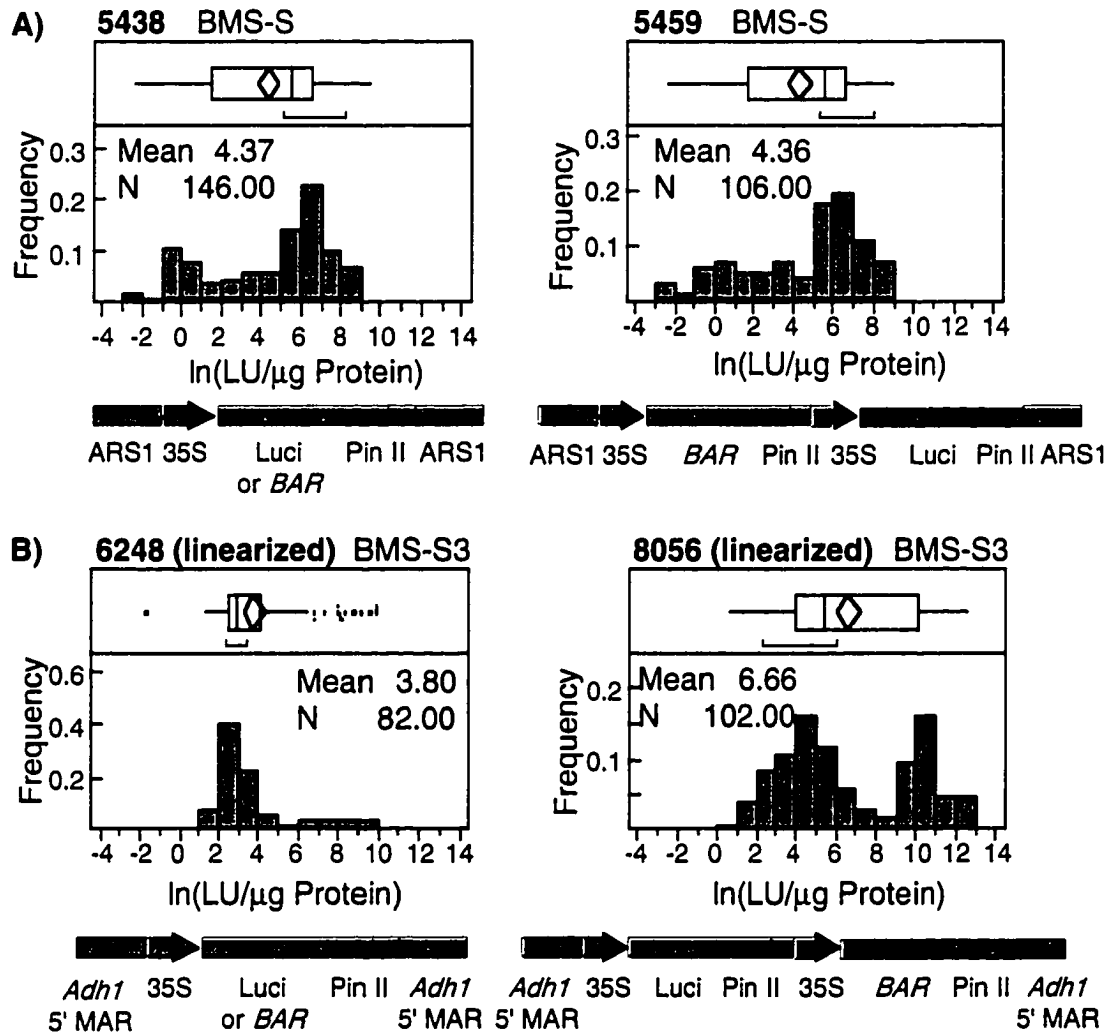 A)
5438 BMS-S
Mean 4.37
N 146.00
Frequency
0.3
0.2
0.1
-4 -2 0 2 4 6 8 10 12 14
ln(LU/µg Protein)
ARS1 35S Luci Pin II ARS1
or BAR
5459 BMS-S
Mean 4.36
N 106.00
Frequency
0.3
0.2
0.1
-4 -2 0 2 4 6 8 10 12 14
ln(LU/µg Protein)
ARS1 35S BAR Pin II 35S Luci Pin II ARS1
B)
6248 (linearized) BMS-S3
Mean 3.80
N 82.00
Frequency
0.6
0.4
0.2
-4 -2 0 2 4 6 8 10 12 14
ln(LU/µg Protein)
Adh1 35S Luci Pin II Adh1
5' MAR or BAR 5' MAR
8056 (linearized) BMS-S3
Mean 6.66
N 102.00
Frequency
0.2
0.1
-4 -2 0 2 4 6 8 10 12 14
ln(LU/µg Protein)
Adh1 35S Luci Pin II 35S BAR Pin II Adh1
5' MAR 5' MAR